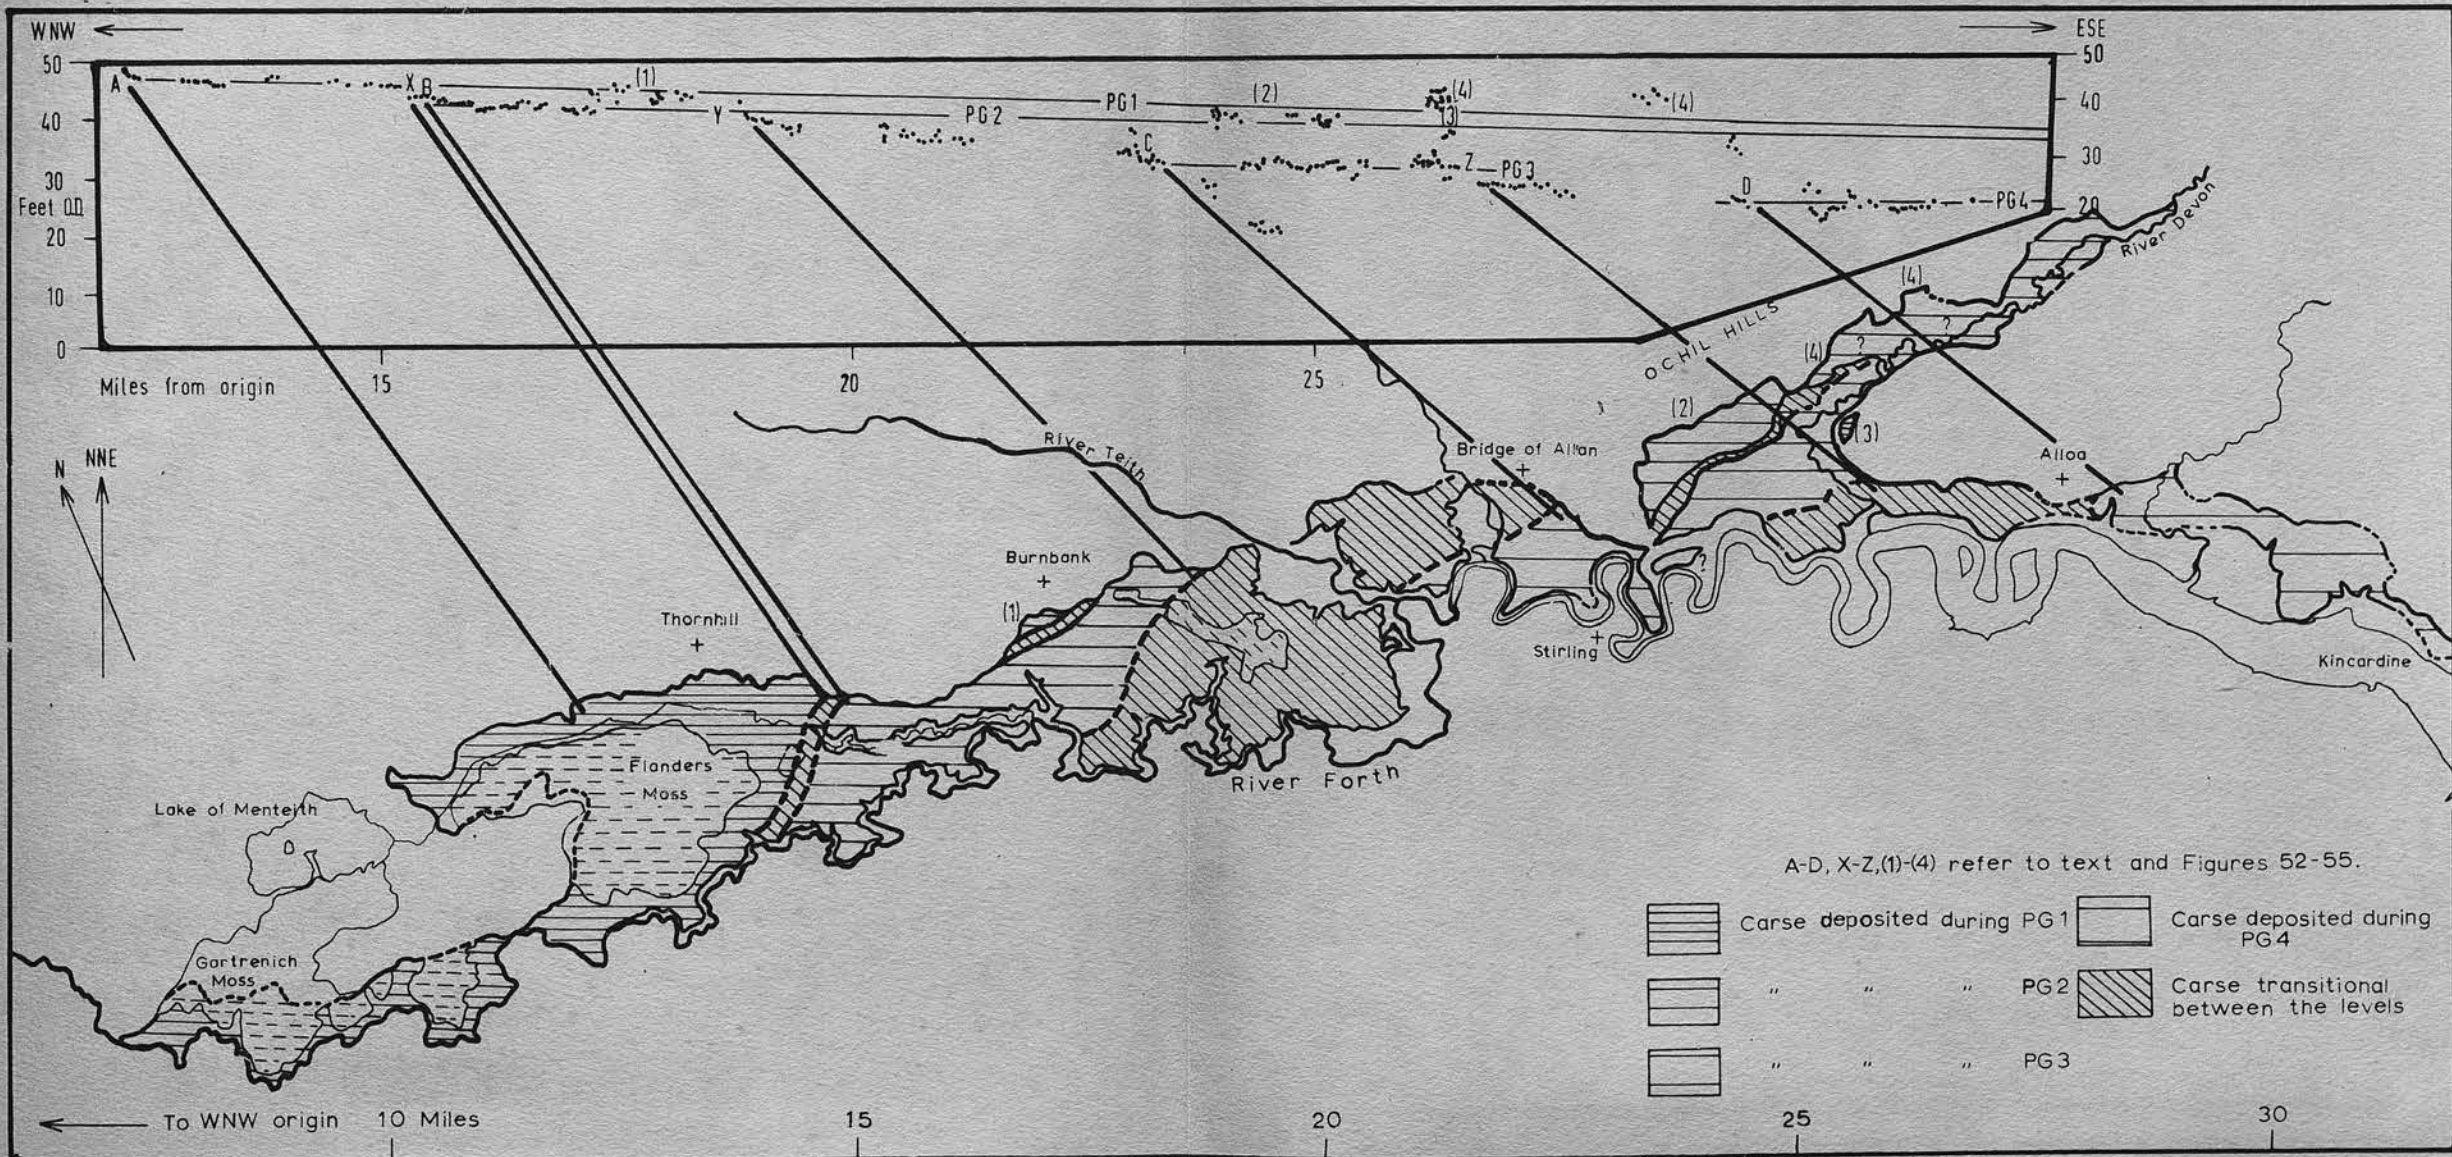 WNW
ESE
50
40
30
Feet O.D.
20
10
0
50
40
30
20
A
X
B
(1)
Y
PG2
PG1
(2)
(4)
(3)
(4)
C
Z
PG3
D
PG4
Miles from origin
15
20
25
N
NNE
River Devon
OCHIL HILLS
(4)
(4)
(2)
(3)
?
?
?
River Teith
Bridge of Allan
Alloa
Burnbank
(1)
Thornhill
Stirling
Kincardine
Flanders
Moss
River Forth
Lake of Menteith
Gartrenich
Moss
A-D, X-Z,(1)-(4) refer to text and Figures 52-55.
Carse deposited during PG1
" " " PG2
" " " PG3
Carse deposited during
PG4
Carse transitional
between the levels
To WNW origin 10 Miles
15
20
25
30